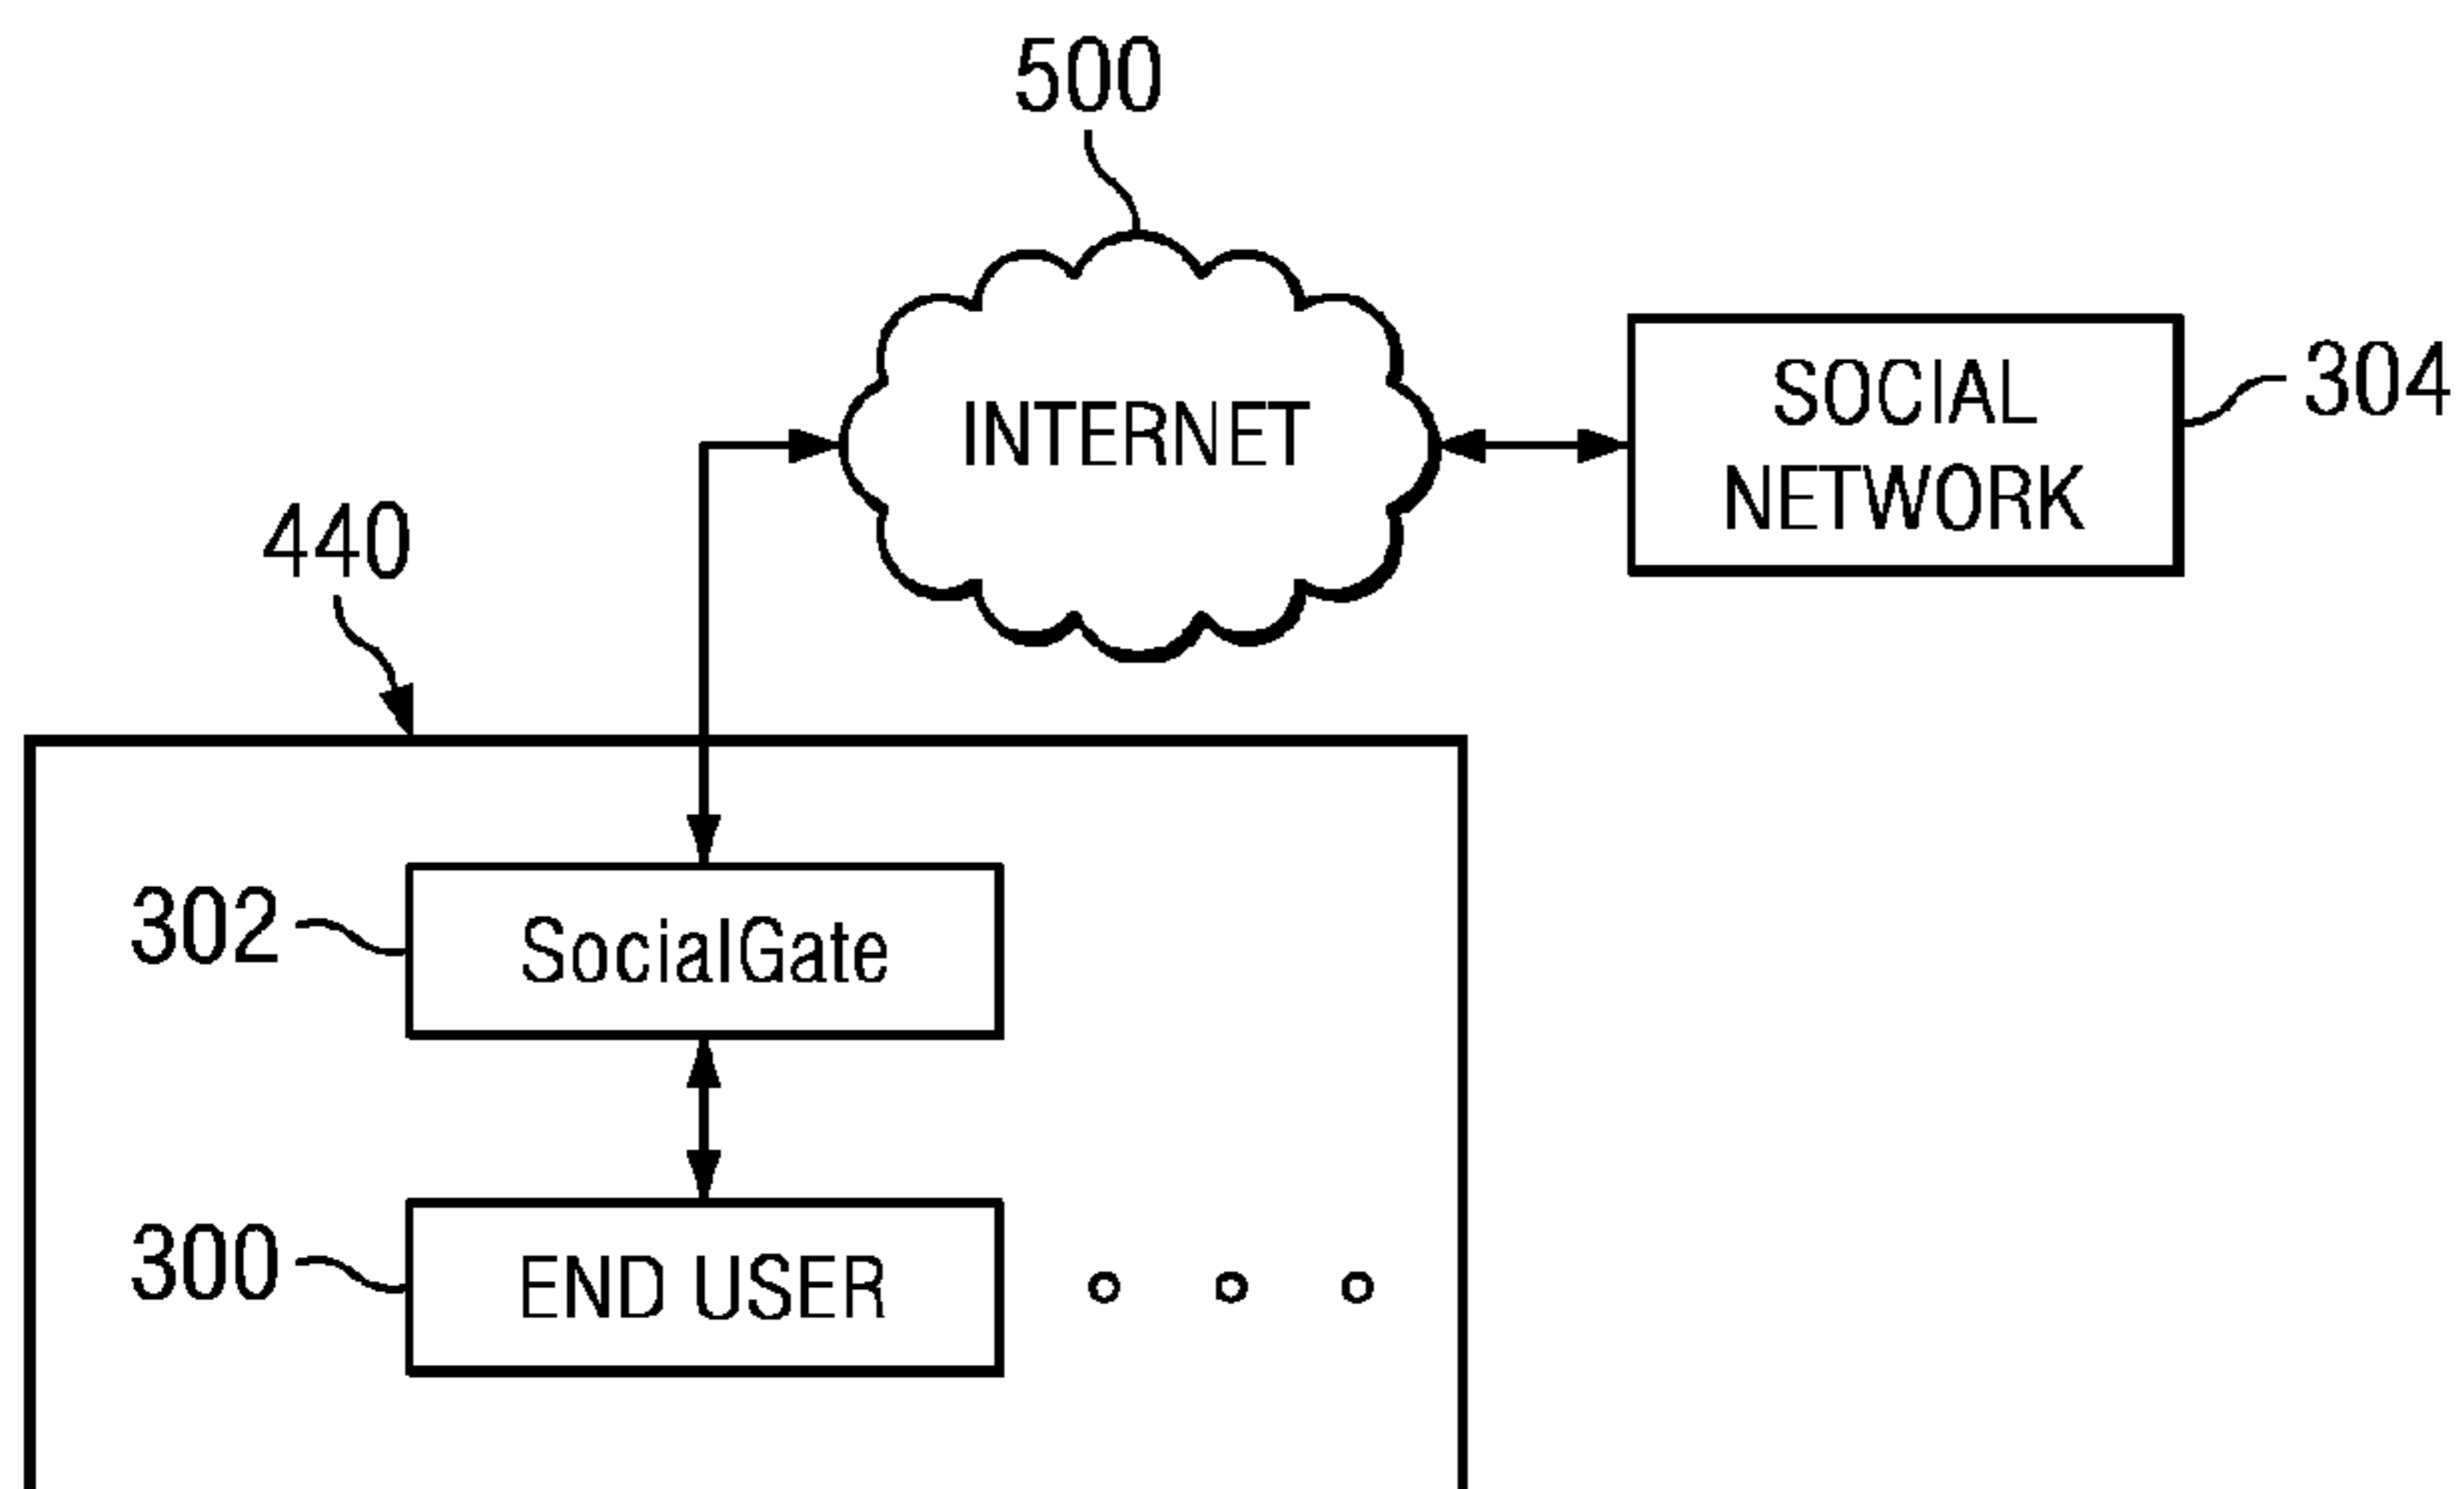 500
INTERNET
SOCIAL
NETWORK
304
440
302
SocialGate
300
END USER